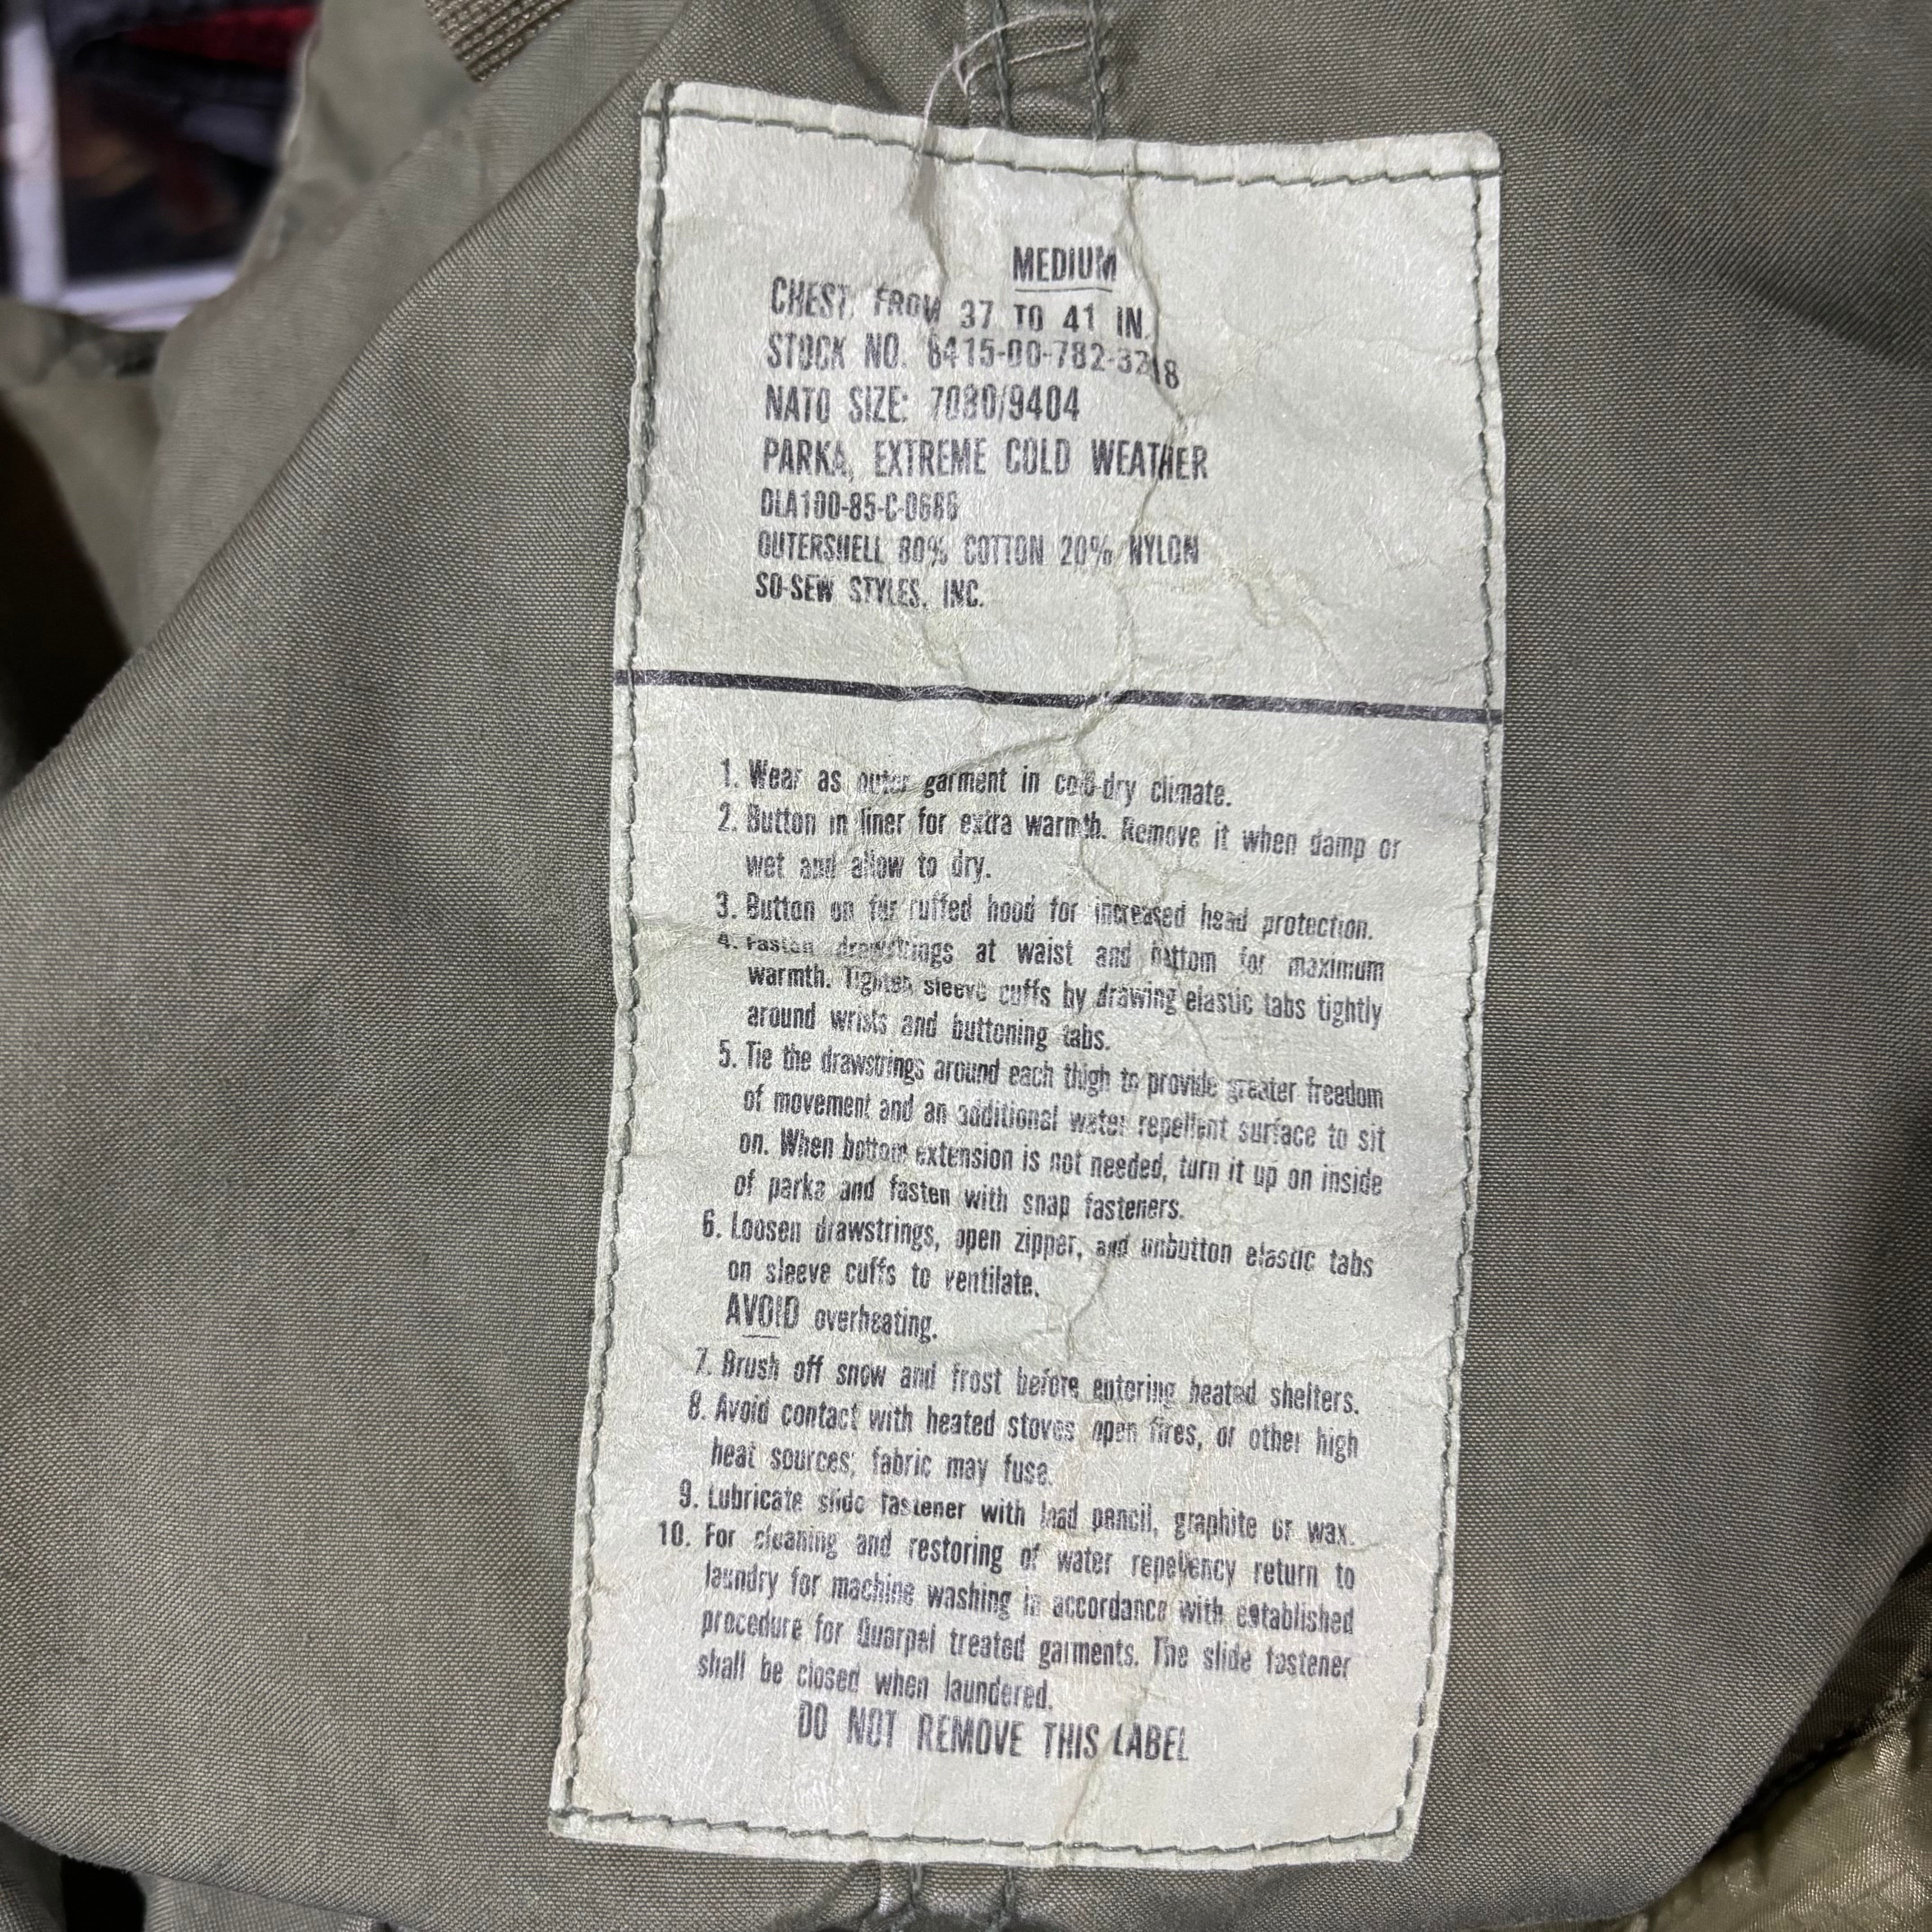 MEDIUM
CHEST: FROM 37 TO 41 IN.
STOCK NO. 8415-00-782-3218
NATO SIZE: 7080/9404
PARKA, EXTREME COLD WEATHER
DLA100-85-C-0686
OUTERSHELL 80% COTTON 20% NYLON
SO-SEW STYLES, INC.
1. Wear as outer garment in cold-dry climate.
2. Button in liner for extra warmth. Remove it when damp or
wet and allow to dry.
3. Button on fur ruffed hood for increased head protection.
4. Fasten drawstrings at waist and bottom for maximum
warmth. Tighten sleeve cuffs by drawing elastic tabs tightly
around wrists and buttoning tabs.
5. Tie the drawstrings around each thigh to provide greater freedom
of movement and an additional water repellent surface to sit
on. When bottom extension is not needed, turn it up on inside
of parka and fasten with snap fasteners.
6. Loosen drawstrings, open zipper, and unbutton elastic tabs
on sleeve cuffs to ventilate.
AVOID overheating.
7. Brush off snow and frost before entering heated shelters.
8. Avoid contact with heated stoves, open fires, or other high
heat sources; fabric may fuse.
9. Lubricate slide fastener with lead pencil, graphite or wax.
10. For cleaning and restoring of water repellency return to
laundry for machine washing in accordance with established
procedure for Quarpel treated garments. The slide fastener
shall be closed when laundered.
DO NOT REMOVE THIS LABEL